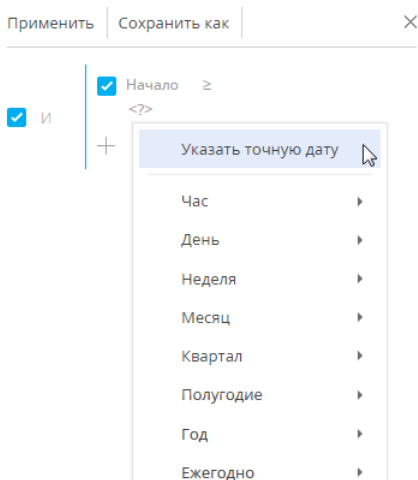 Применить Сохранить как
Начало ≥
И
<?>
Указать точную дату
Час
День
Неделя
Месяц
Квартал
Полугодие
Год
Ежегодно